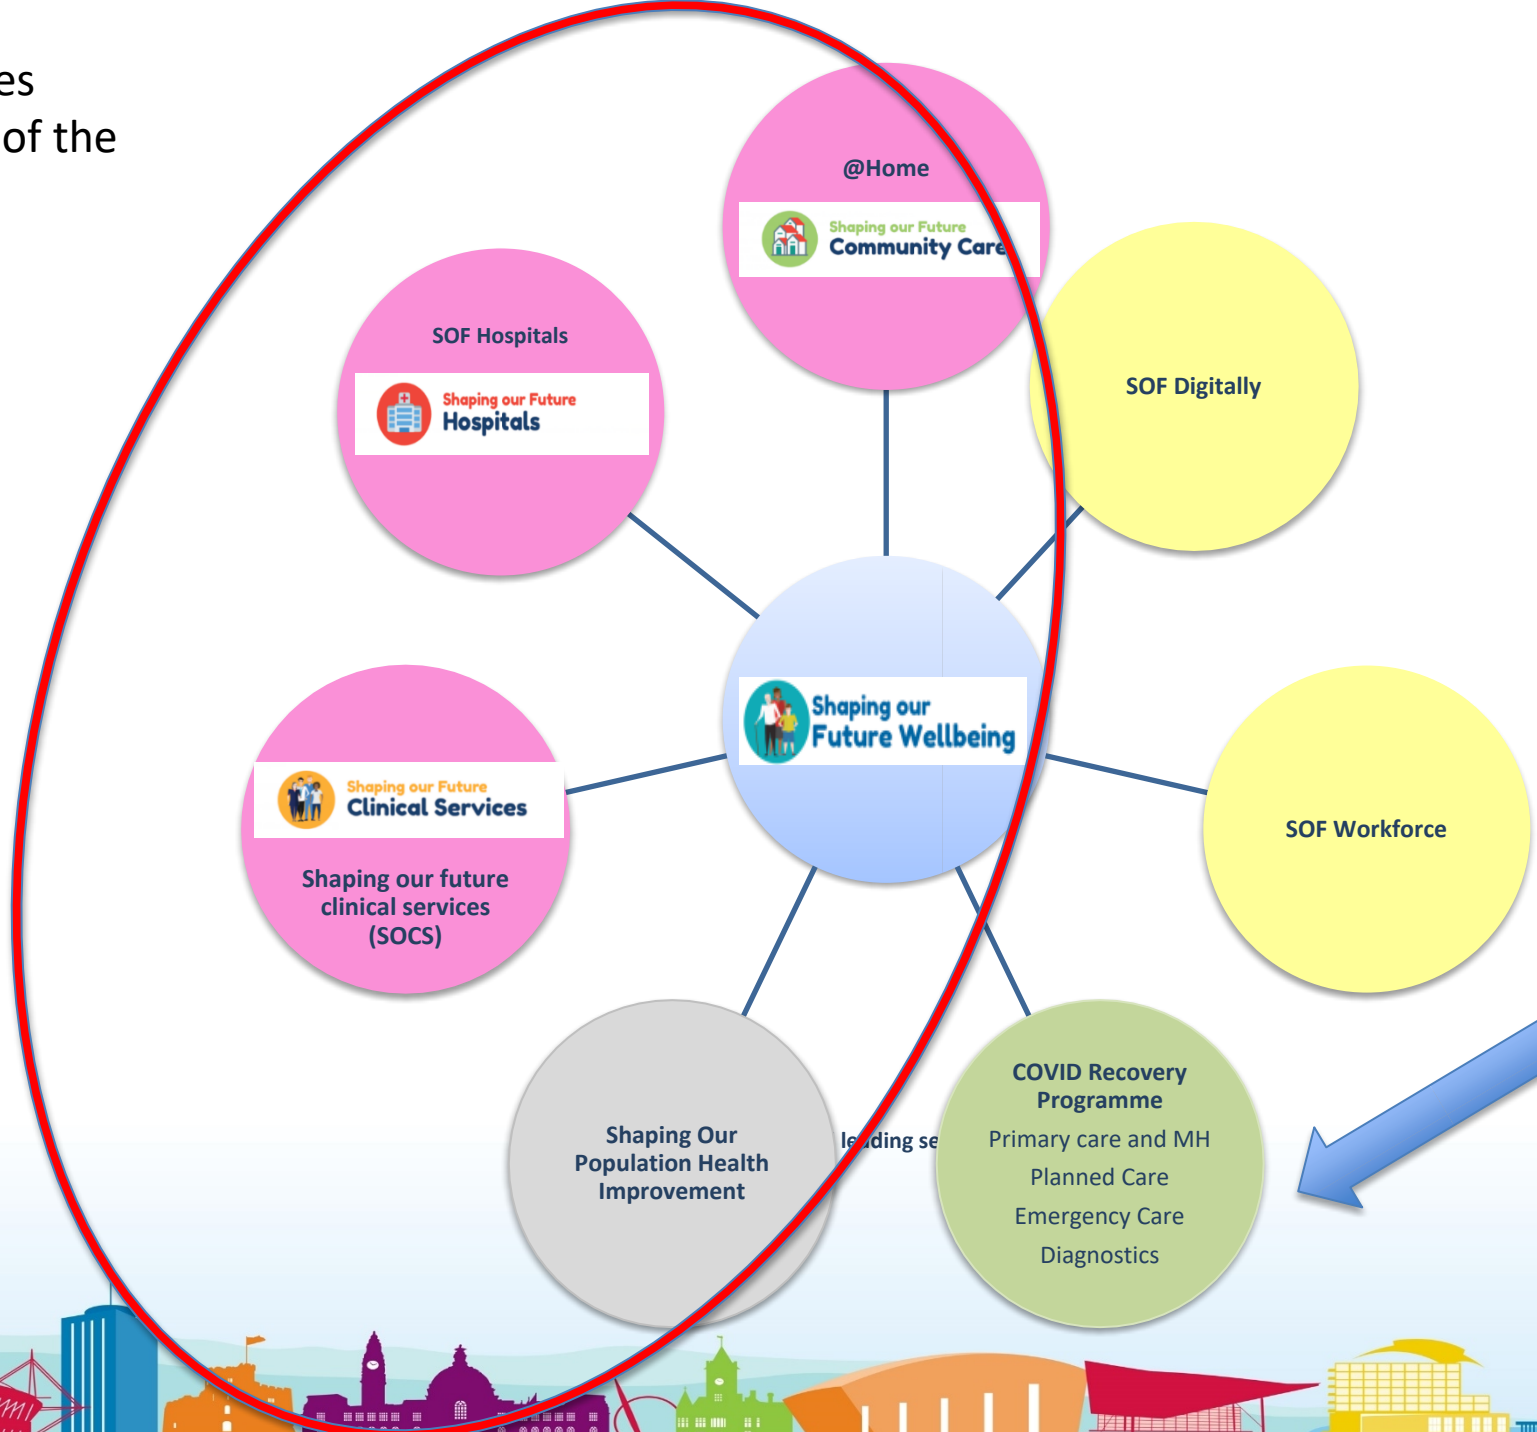 es
of the
@Home
Shaping our Future
Community Care
SOF Hospitals
Shaping our Future
Hospitals
SOF Digitally
Shaping our
Future Wellbeing
SOF Workforce
Shaping our Future
Clinical Services
Shaping our future
clinical services
(SOCS)
Shaping Our
Population Health
Improvement
leading se
COVID Recovery
Programme
Primary care and MH
Planned Care
Emergency Care
Diagnostics